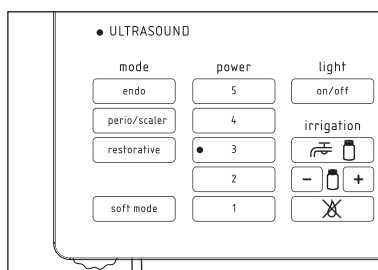 ULTRASOUND
mode power light
endo 5 on/off
perio/scaler 4 irrigation
restorative 3
2 - +
soft mode 1